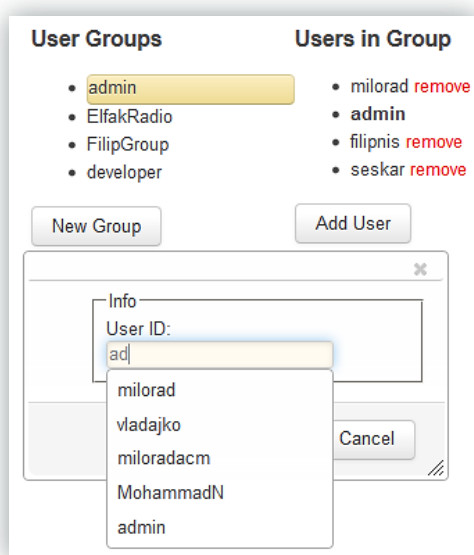 User Groups
admin
ElfakRadio
FilipGroup
developer
New Group
Users in Group
milorad remove
admin
filipnis remove
seskar remove
Add User
Info
User ID:
ad
milorad
vladajko
miloradacm
MohammadN
admin
Cancel